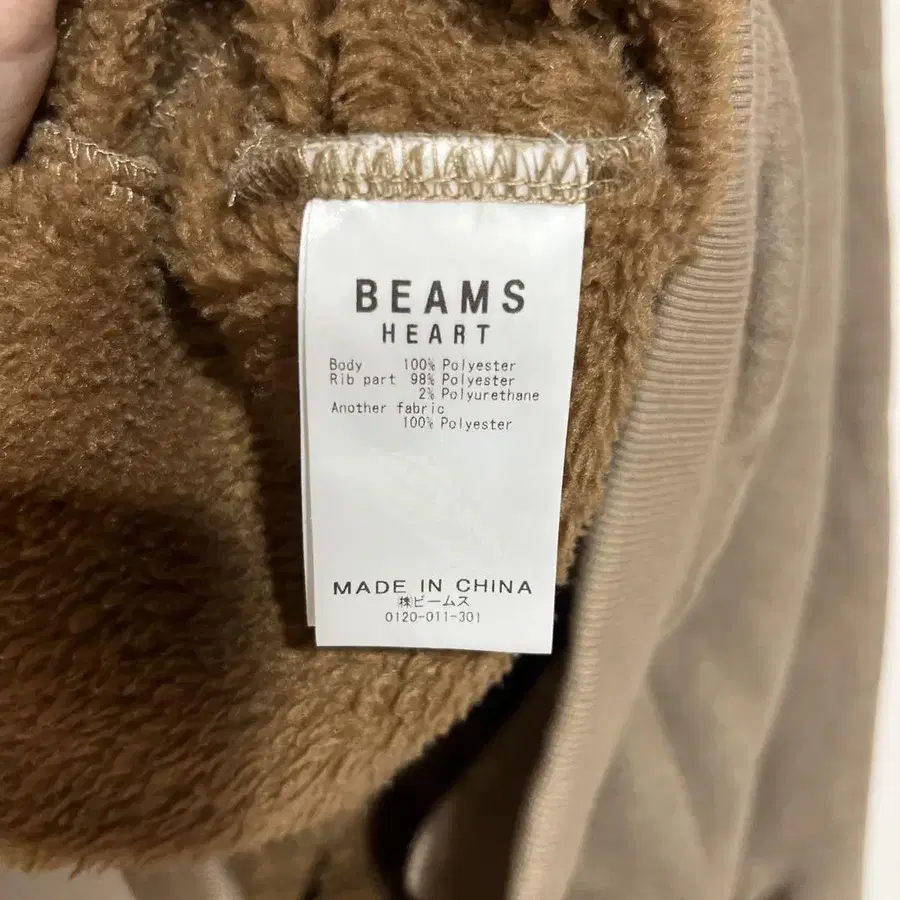 BEAMS
HEART
Body 100% Polyester
Rib part 98% Polyester
2% Polyurethane
Another fabric
100% Polyester
MADE IN CHINA
㈱ビームス
0120-011-301